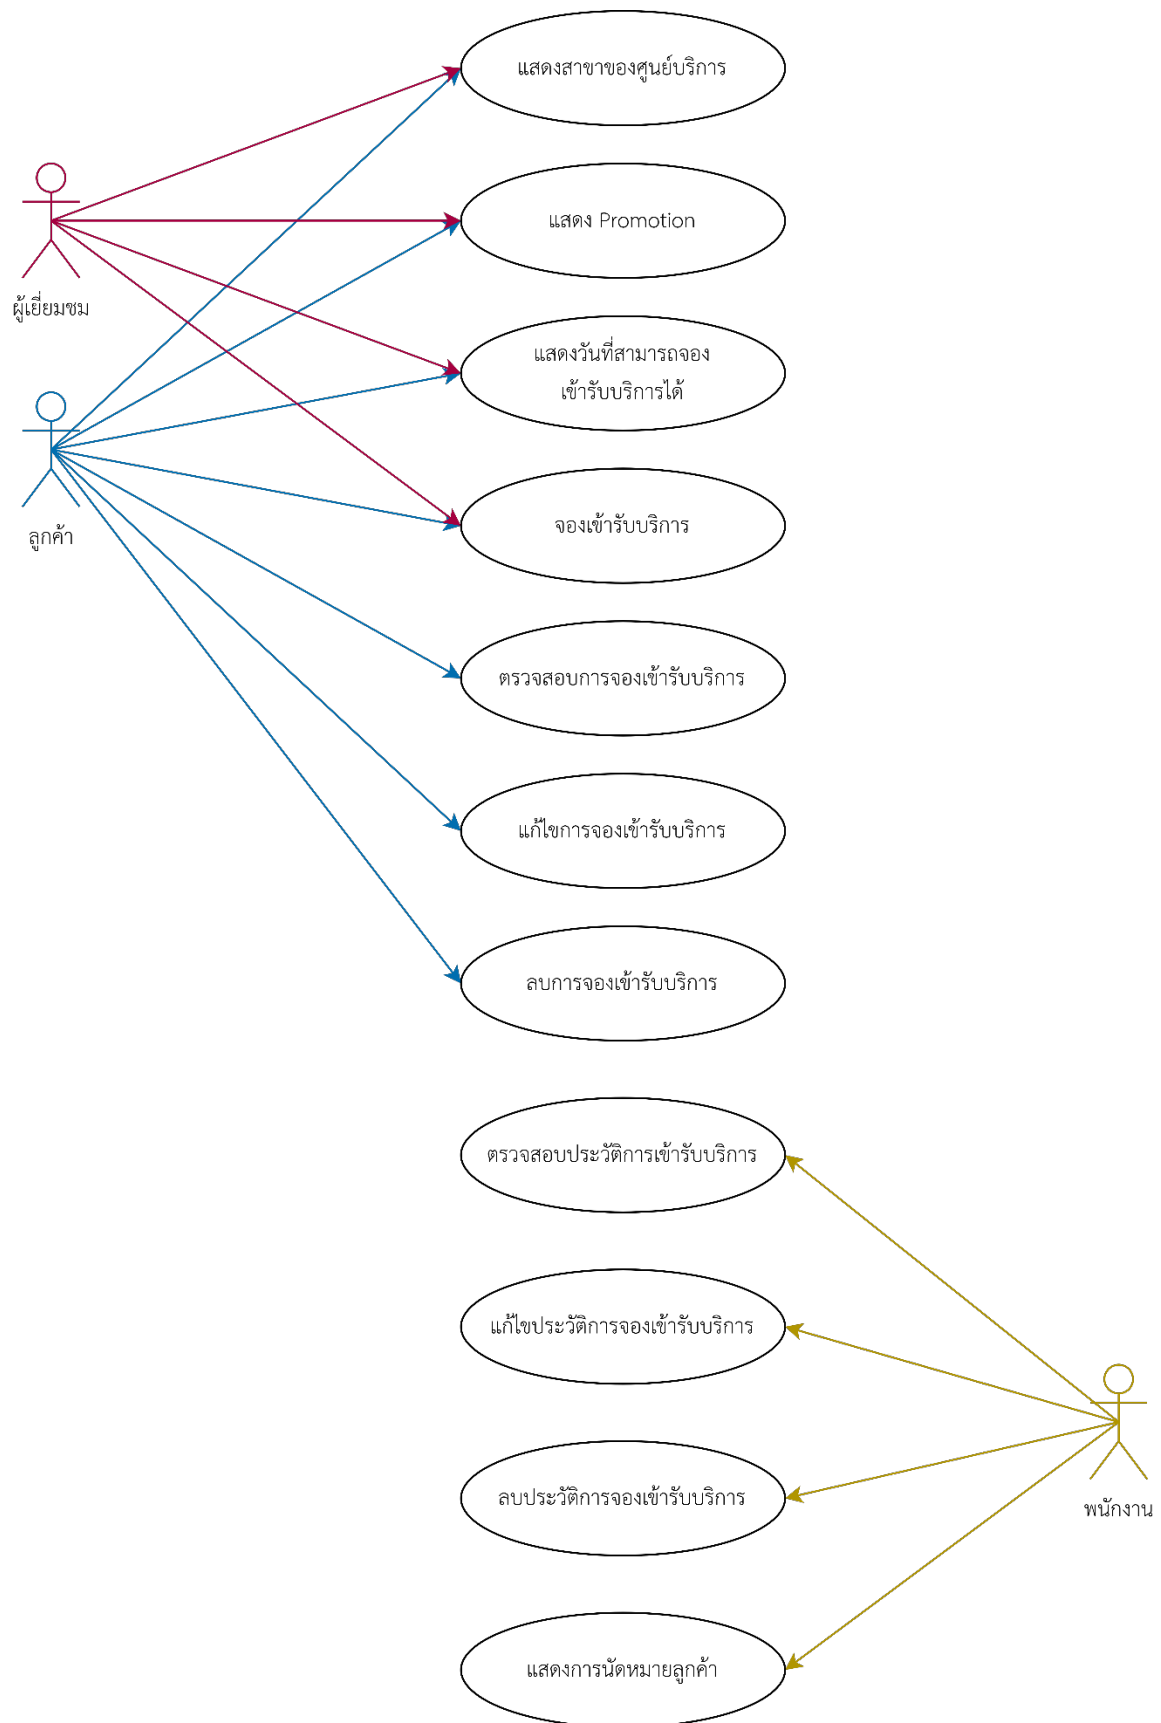 แสดงสาขาของศูนย์บริการ
แสดง Promotion
ผู้เยี่ยมชม
แสดงวันที่สามารถจอง
เข้ารับบริการได้
ลูกค้า
จองเข้ารับบริการ
ตรวจสอบการจองเข้ารับบริการ
แก้ไขการจองเข้ารับบริการ
ลบการจองเข้ารับบริการ
ตรวจสอบประวัติการเข้ารับบริการ
แก้ไขประวัติการจองเข้ารับบริการ
ลบประวัติการจองเข้ารับบริการ
พนักงาน
แสดงการนัดหมายลูกค้า